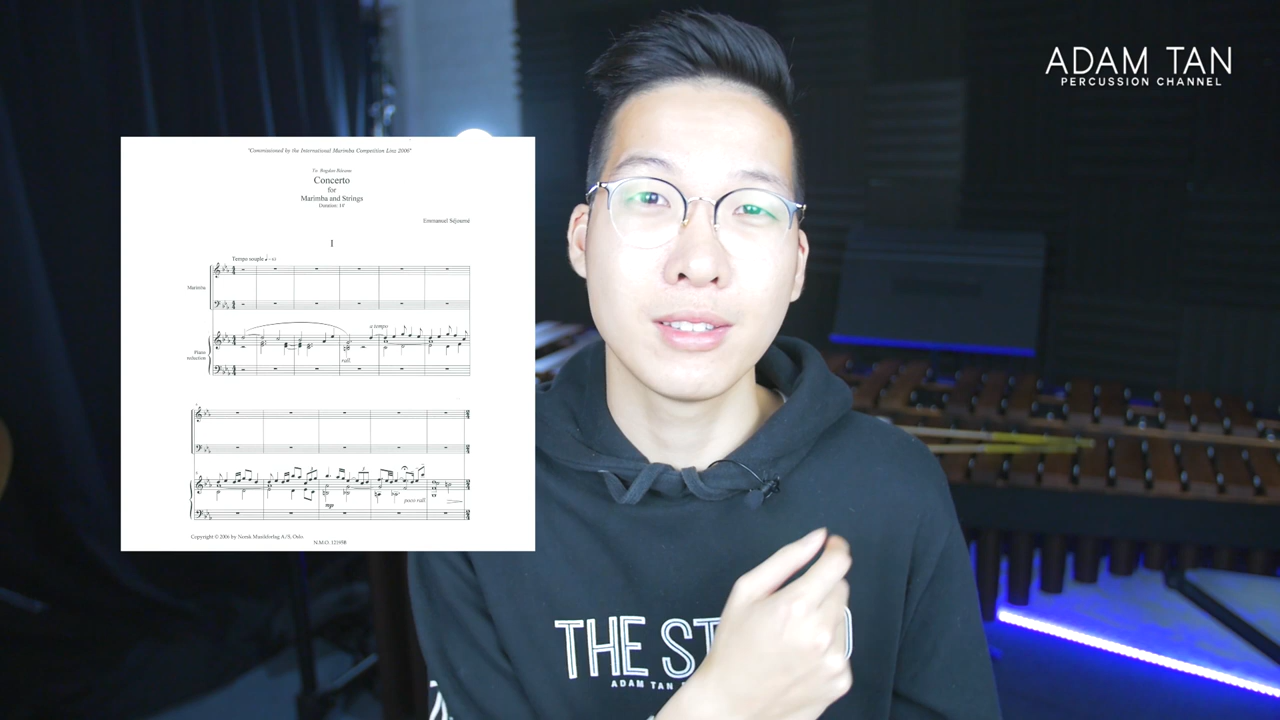 ADAM TAN
PERCUSSION CHANNEL
"Commissioned by the International Marimba Competition Linz 2006"
To: Bogdan Bácanu
Concerto
for
Marimba and Strings
Duration: 14'
Emmanuel Séjourné
I
Tempo souple
Marimba
a tempo
Piano
reduction
rall
mp
poco rall
Copyright © 2006 by Norsk Musikforlag A/S, Oslo
N.M.O. 12195B
THE ST O
ADAM TAN